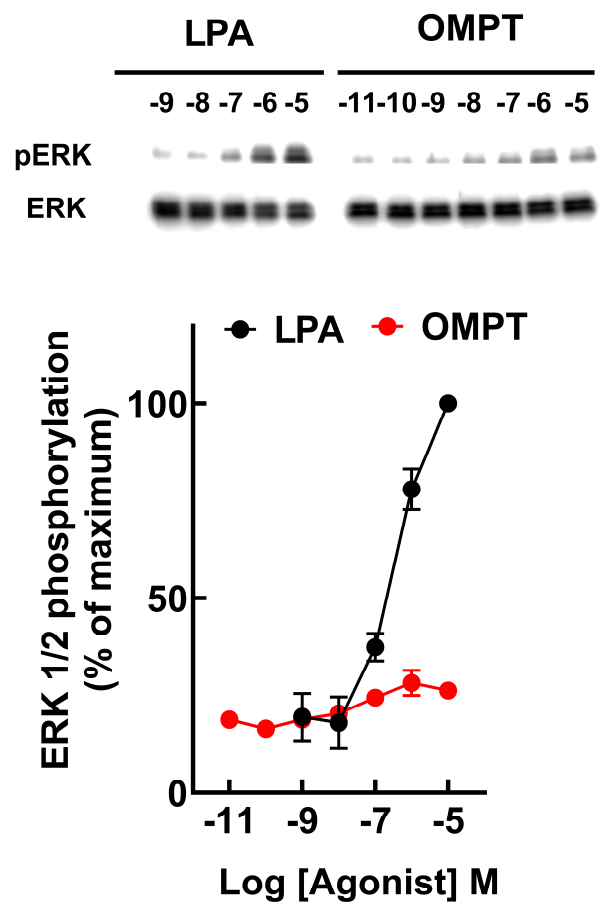 LPA OMPT
-9 -8 -7 -6 -5 -11 -10 -9 -8 -7 -6 -5
pERK
ERK
LPA OMPT
ERK 1/2 phosphorylation
(% of maximum)
100
50
0
-11 -9 -7 -5
Log [Agonist] M